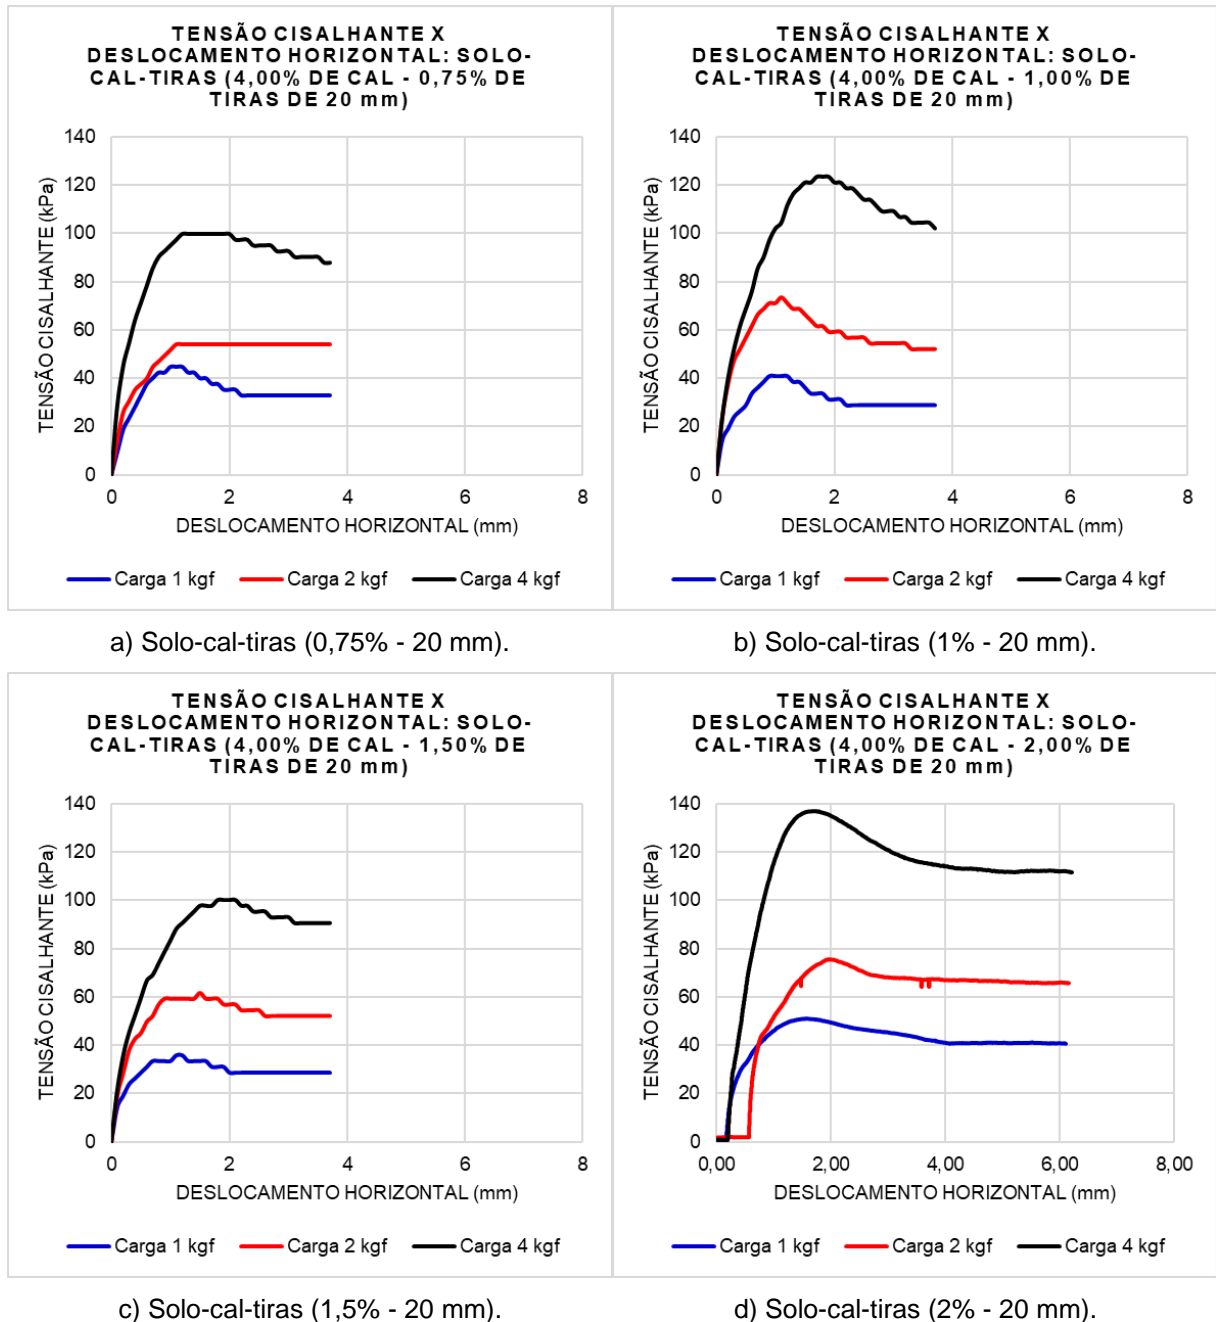 TENSÃO CISALHANTE X
DESLOCAMENTO HORIZONTAL: SOLO-
CAL-TIRAS (4,00% DE CAL - 0,75% DE
TIRAS DE 20 mm)
140
120
100
80
60
40
20
0
TENSÃO CISALHANTE (kPa)
0 2 4 6 8
DESLOCAMENTO HORIZONTAL (mm)
Carga 1 kgf Carga 2 kgf Carga 4 kgf
a) Solo-cal-tiras (0,75% - 20 mm).
TENSÃO CISALHANTE X
DESLOCAMENTO HORIZONTAL: SOLO-
CAL-TIRAS (4,00% DE CAL - 1,00% DE
TIRAS DE 20 mm)
140
120
100
80
60
40
20
0
TENSÃO CISALHANTE (kPa)
0 2 4 6 8
DESLOCAMENTO HORIZONTAL (mm)
Carga 1 kgf Carga 2 kgf Carga 4 kgf
b) Solo-cal-tiras (1% - 20 mm).
TENSÃO CISALHANTE X
DESLOCAMENTO HORIZONTAL: SOLO-
CAL-TIRAS (4,00% DE CAL - 1,50% DE
TIRAS DE 20 mm)
140
120
100
80
60
40
20
0
TENSÃO CISALHANTE (kPa)
0 2 4 6 8
DESLOCAMENTO HORIZONTAL (mm)
Carga 1 kgf Carga 2 kgf Carga 4 kgf
c) Solo-cal-tiras (1,5% - 20 mm).
TENSÃO CISALHANTE X
DESLOCAMENTO HORIZONTAL: SOLO-
CAL-TIRAS (4,00% DE CAL - 2,00% DE
TIRAS DE 20 mm)
140
120
100
80
60
40
20
0
TENSÃO CISALHANTE (kPa)
0,00 2,00 4,00 6,00 8,00
DESLOCAMENTO HORIZONTAL (mm)
Carga 1 kgf Carga 2 kgf Carga 4 kgf
d) Solo-cal-tiras (2% - 20 mm).